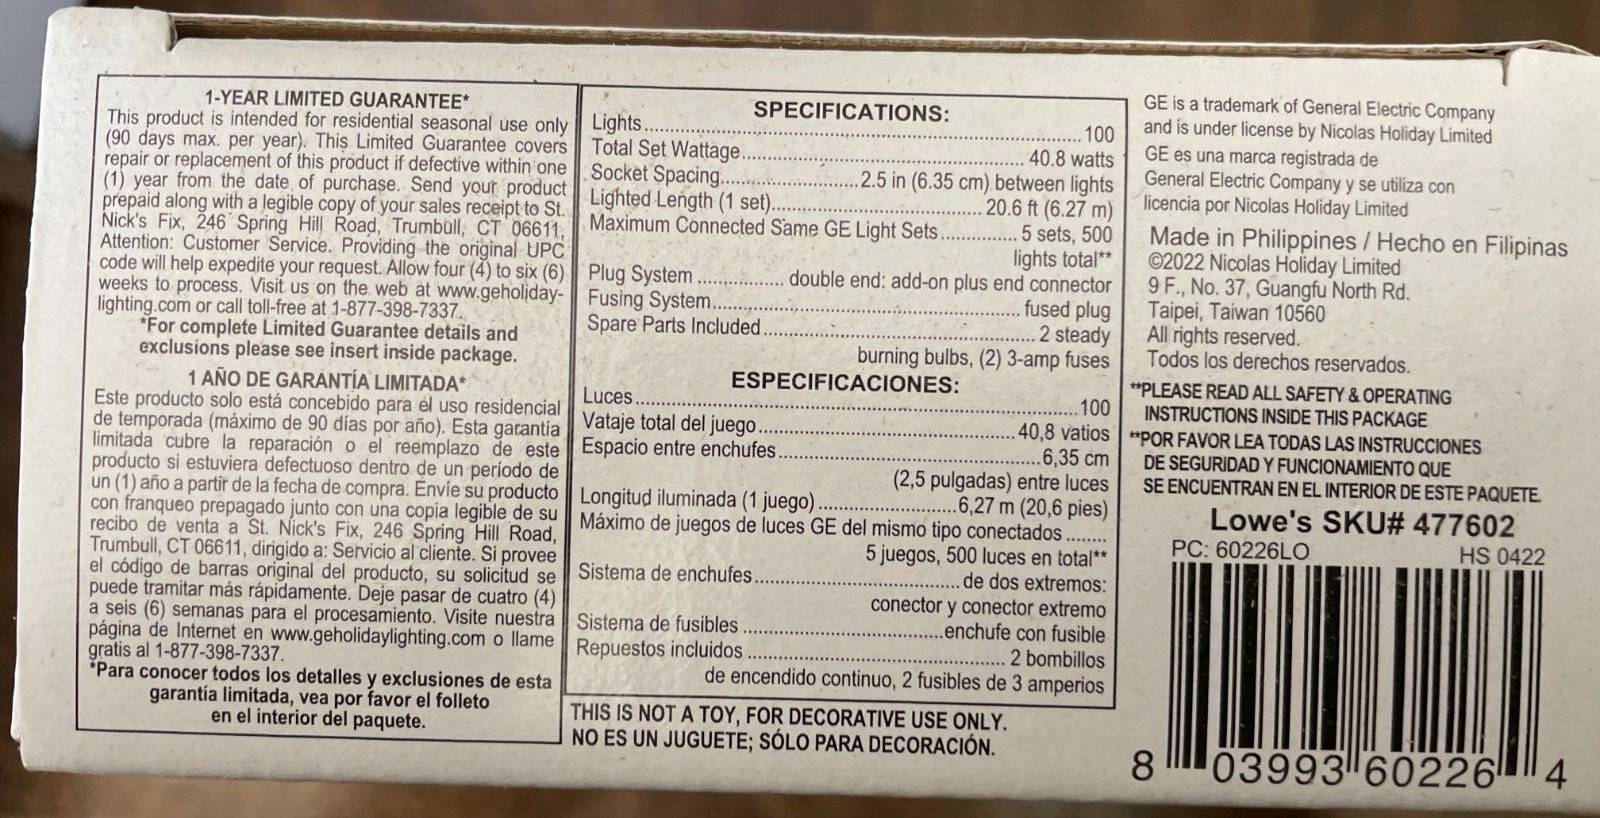 1-YEAR LIMITED GUARANTEE*
This product is intended for residential seasonal use only
(90 days max. per year). This Limited Guarantee covers
repair or replacement of this product if defective within one
(1) year from the date of purchase. Send your product
prepaid along with a legible copy of your sales receipt to St.
Nick's Fix, 246 Spring Hill Road, Trumbull, CT 06611,
Attention: Customer Service. Providing the original UPC
code will help expedite your request. Allow four (4) to six (6)
weeks to process. Visit us on the web at www.geholiday-
lighting.com or call toll-free at 1-877-398-7337.
*For complete Limited Guarantee details and
exclusions please see insert inside package.
1 AÑO DE GARANTÍA LIMITADA*
Este producto solo está concebido para el uso residencial
de temporada (máximo de 90 días por año). Esta garantía
limitada cubre la reparación o el reemplazo de este
producto si estuviera defectuoso dentro de un período de
un (1) año a partir de la fecha de compra. Envíe su producto
con franqueo prepagado junto con una copia legible de su
recibo de venta a St. Nick's Fix, 246 Spring Hill Road,
Trumbull, CT 06611, dirigido a: Servicio al cliente. Si provee
el código de barras original del producto, su solicitud se
puede tramitar más rápidamente. Deje pasar de cuatro (4)
a seis (6) semanas para el procesamiento. Visite nuestra
página de Internet en www.geholidaylighting.com o llame
gratis al 1-877-398-7337.
*Para conocer todos los detalles y exclusiones de esta
garantía limitada, vea por favor el folleto
en el interior del paquete.
SPECIFICATIONS:
Lights........................................ 100
Total Set Wattage........................................ 40.8 watts
Socket Spacing....................2.5 in (6.35 cm) between lights
Lighted Length (1 set)................................ 20.6 ft (6.27 m)
Maximum Connected Same GE Light Sets ............. 5 sets, 500
lights total**
Plug System .............. double end: add-on plus end connector
Fusing System........................................ fused plug
Spare Parts Included........................................ 2 steady
burning bulbs, (2) 3-amp fuses
ESPECIFICACIONES:
Luces........................................ 100
Vataje total del juego........................................ 40,8 vatios
Espacio entre enchufes........................................6,35 cm
(2,5 pulgadas) entre luces
Longitud iluminada (1 juego)......................6,27 m (20,6 pies)
Máximo de juegos de luces GE del mismo tipo conectados ........
5 juegos, 500 luces en total**
Sistema de enchufes................................ de dos extremos:
conector y conector extremo
Sistema de fusibles ................................enchufe con fusible
Repuestos incluidos ........................................ 2 bombillos
de encendido continuo, 2 fusibles de 3 amperios
THIS IS NOT A TOY, FOR DECORATIVE USE ONLY.
NO ES UN JUGUETE; SÓLO PARA DECORACIÓN.
GE is a trademark of General Electric Company
and is under license by Nicolas Holiday Limited
GE es una marca registrada de
General Electric Company y se utiliza con
licencia por Nicolas Holiday Limited
Made in Philippines / Hecho en Filipinas
©2022 Nicolas Holiday Limited
9 F., No. 37, Guangfu North Rd.
Taipei, Taiwan 10560
All rights reserved.
Todos los derechos reservados.
**PLEASE READ ALL SAFETY & OPERATING
INSTRUCTIONS INSIDE THIS PACKAGE
**POR FAVOR LEA TODAS LAS INSTRUCCIONES
DE SEGURIDAD Y FUNCIONAMIENTO QUE
SE ENCUENTRAN EN EL INTERIOR DE ESTE PAQUETE.
Lowe's SKU# 477602
PC: 60226LO HS 0422
8 03993 60226 4